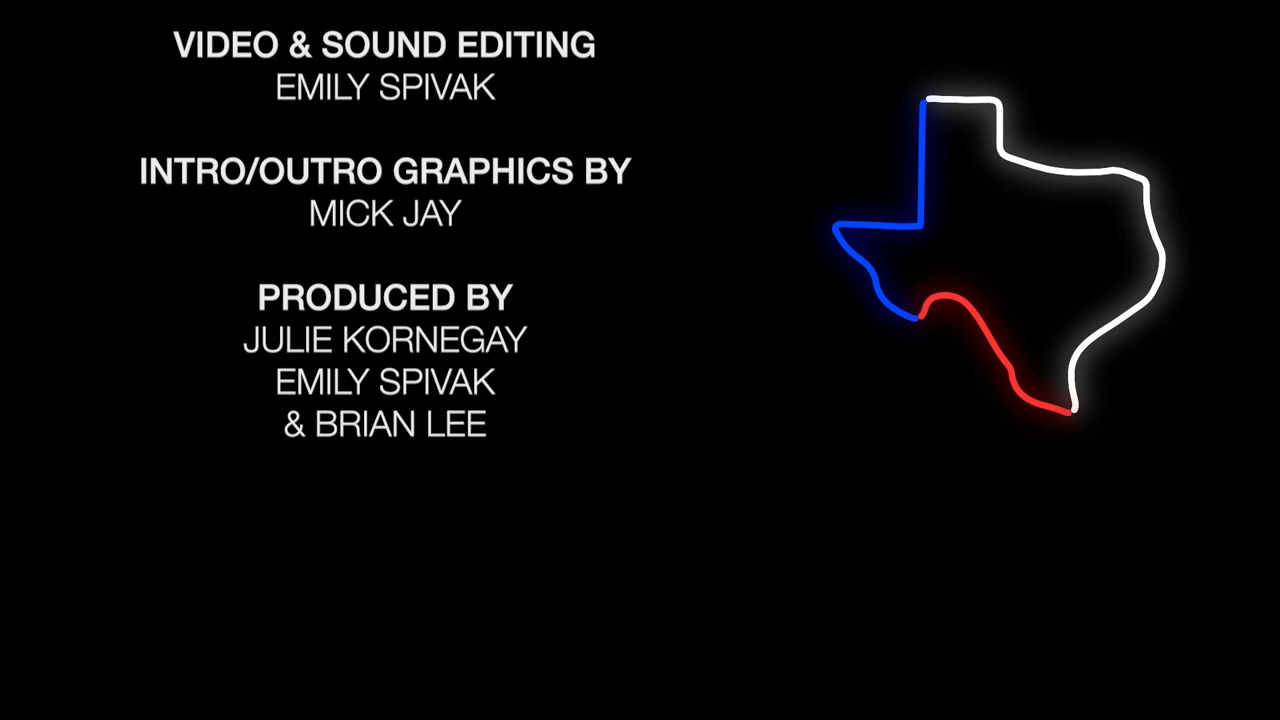 VIDEO & SOUND EDITING
EMILY SPIVAK
INTRO/OUTRO GRAPHICS BY
MICK JAY
PRODUCED BY
JULIE KORNEGAY
EMILY SPIVAK
& BRIAN LEE